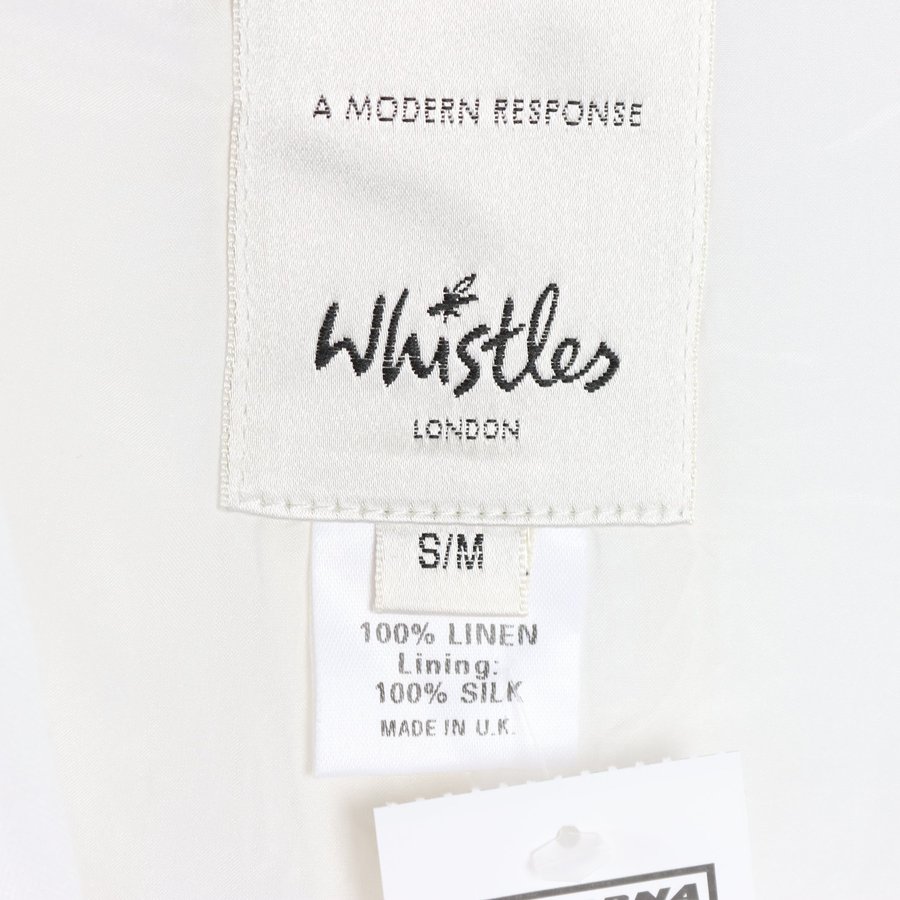 A MODERN RESPONSE
Whistles
LONDON
S/M
100% LINEN
Lining:
100% SILK
MADE IN U.K.